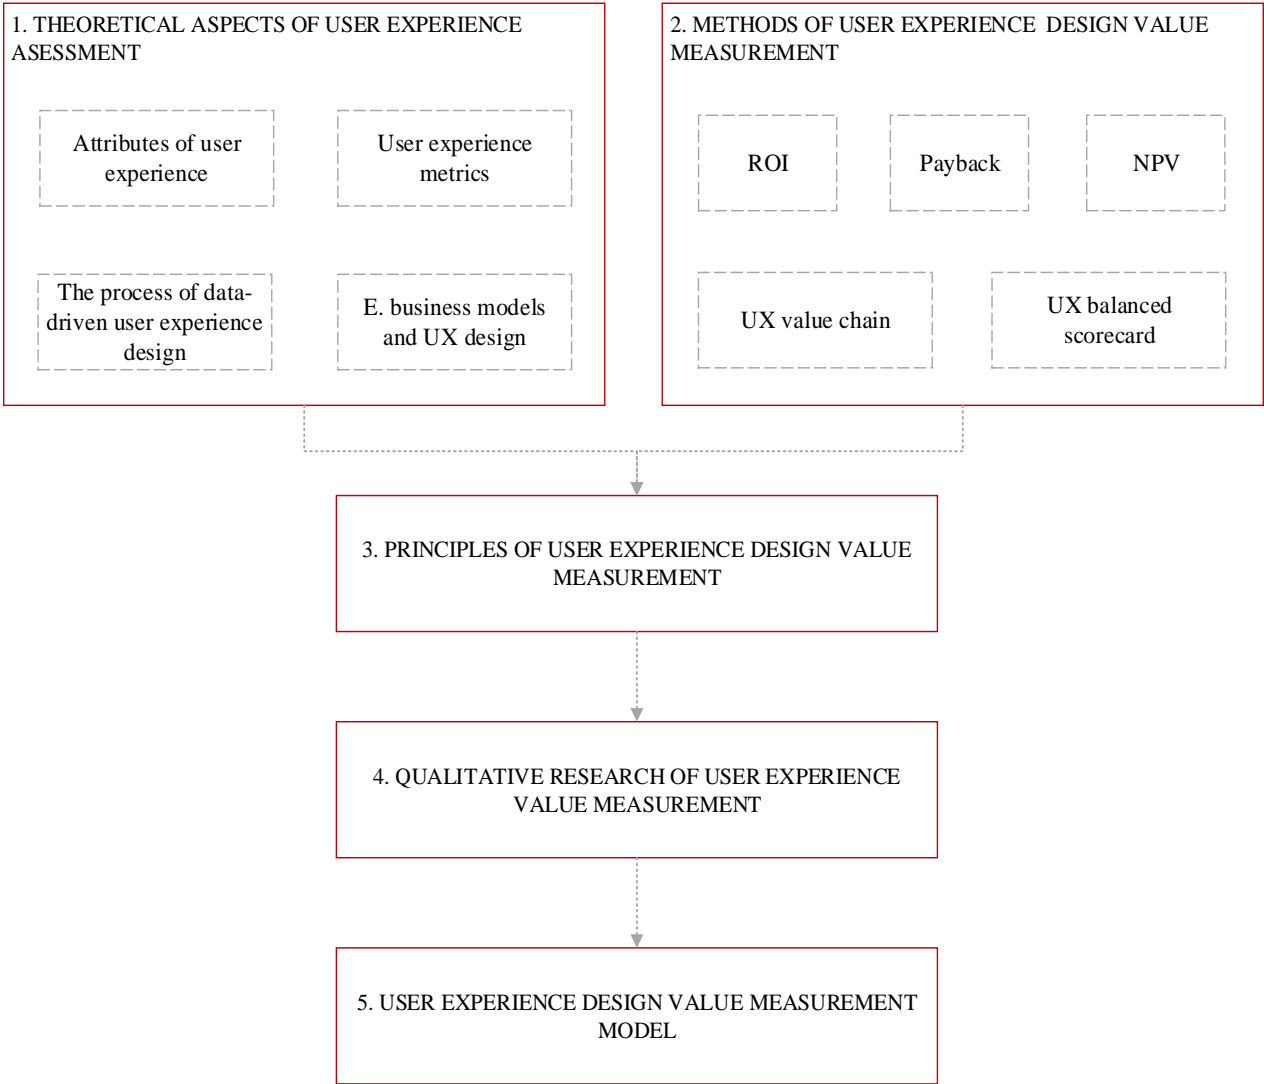 1. THEORETICAL ASPECTS OF USER EXPERIENCE
ASESSMENT
Attributes of user
experience
User experience
metrics
The process of data-
driven user experience
design
E. business models
and UX design
2. METHODS OF USER EXPERIENCE DESIGN VALUE
MEASUREMENT
ROI
Payback
NPV
UX value chain
UX balanced
scorecard
3. PRINCIPLES OF USER EXPERIENCE DESIGN VALUE
MEASUREMENT
4. QUALITATIVE RESEARCH OF USER EXPERIENCE
VALUE MEASUREMENT
5. USER EXPERIENCE DESIGN VALUE MEASUREMENT
MODEL